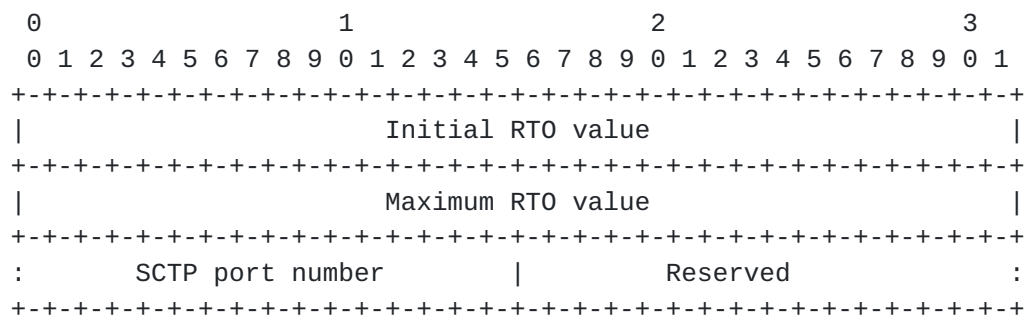 0                   1                   2                   3
 0 1 2 3 4 5 6 7 8 9 0 1 2 3 4 5 6 7 8 9 0 1 2 3 4 5 6 7 8 9 0 1
+-+-+-+-+-+-+-+-+-+-+-+-+-+-+-+-+-+-+-+-+-+-+-+-+-+-+-+-+-+-+-+-+
|                       Initial RTO value                       |
+-+-+-+-+-+-+-+-+-+-+-+-+-+-+-+-+-+-+-+-+-+-+-+-+-+-+-+-+-+-+-+-+
|                       Maximum RTO value                       |
+-+-+-+-+-+-+-+-+-+-+-+-+-+-+-+-+-+-+-+-+-+-+-+-+-+-+-+-+-+-+-+-+
:       SCTP port number        |         Reserved              :
+-+-+-+-+-+-+-+-+-+-+-+-+-+-+-+-+-+-+-+-+-+-+-+-+-+-+-+-+-+-+-+-+